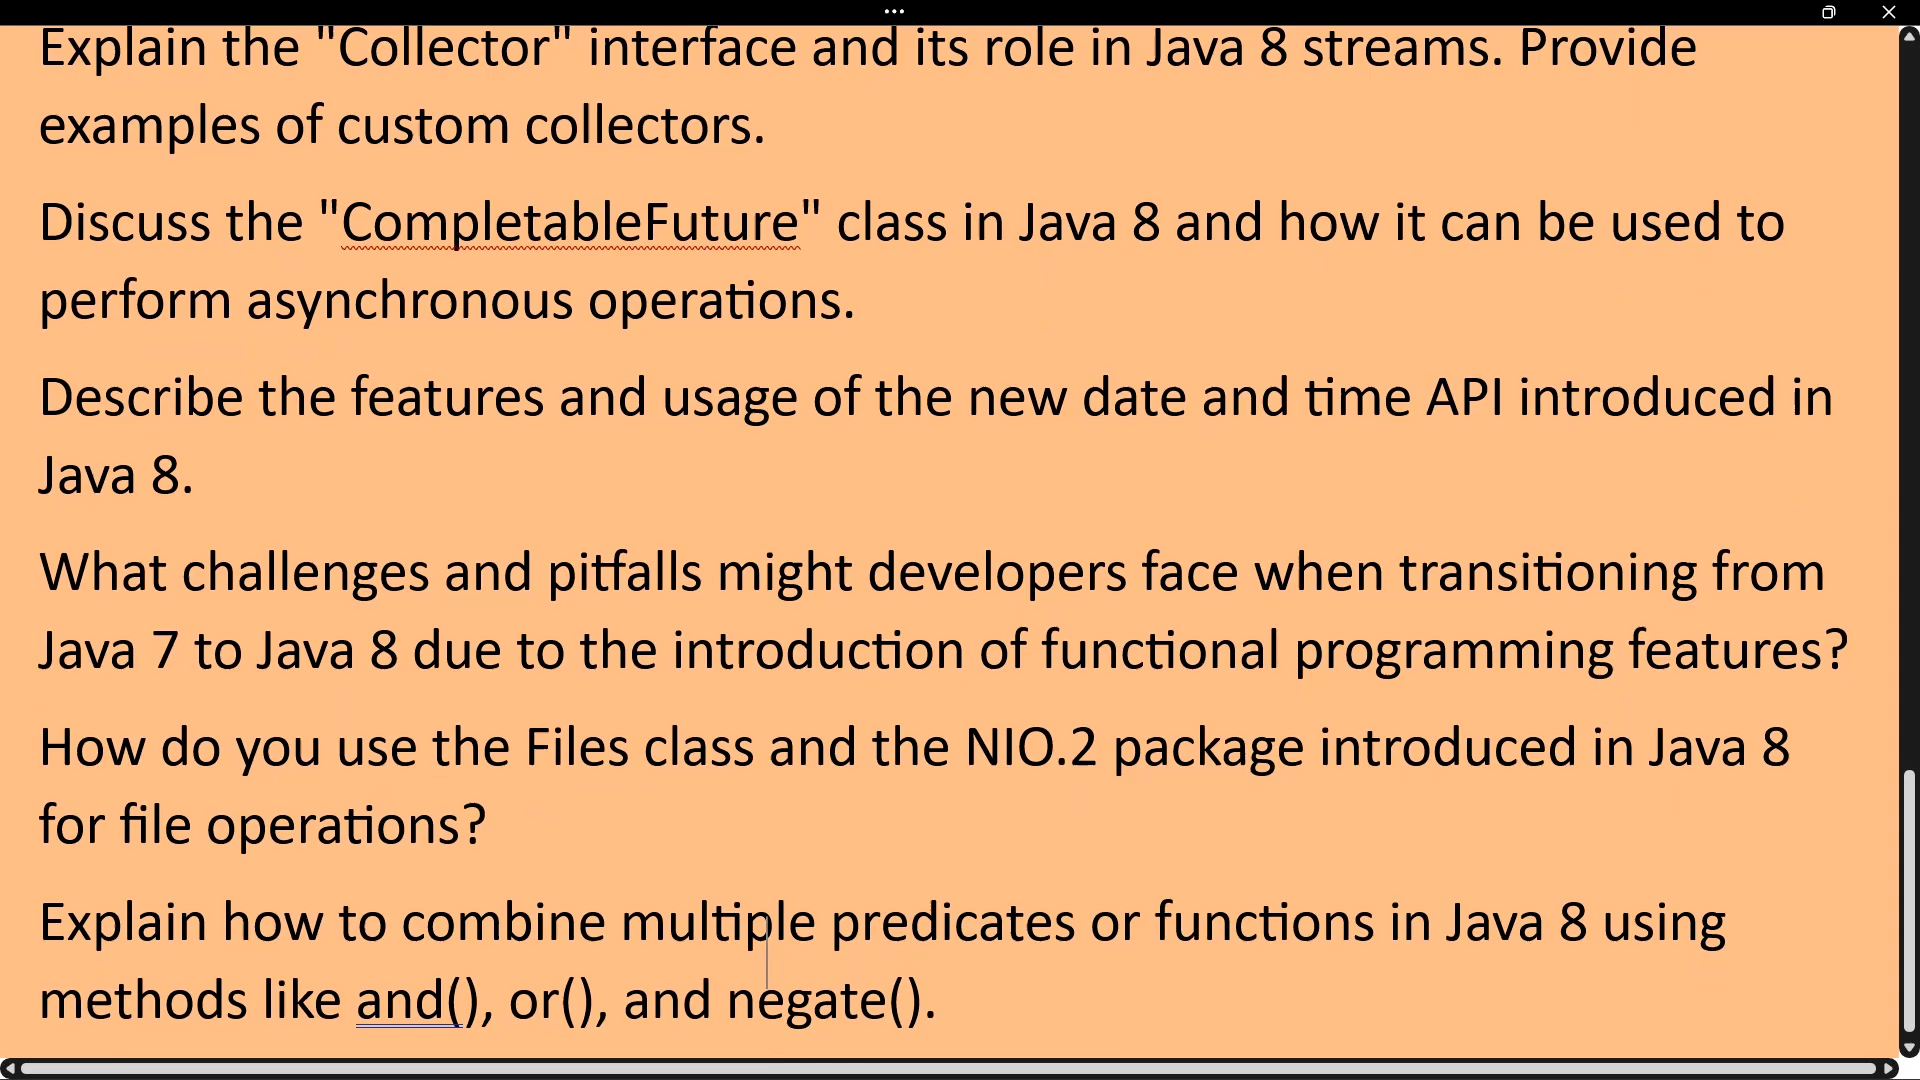 Explain the "Collector" interface and its role in Java 8 streams. Provide
examples of custom collectors.
Discuss the "CompletableFuture" class in Java 8 and how it can be used to
perform asynchronous operations.
Describe the features and usage of the new date and time API introduced in
Java 8.
What challenges and pitfalls might developers face when transitioning from
Java 7 to Java 8 due to the introduction of functional programming features?
How do you use the Files class and the NIO.2 package introduced in Java 8
for file operations?
Explain how to combine multiple predicates or functions in Java 8 using
methods like and(), or(), and negate().